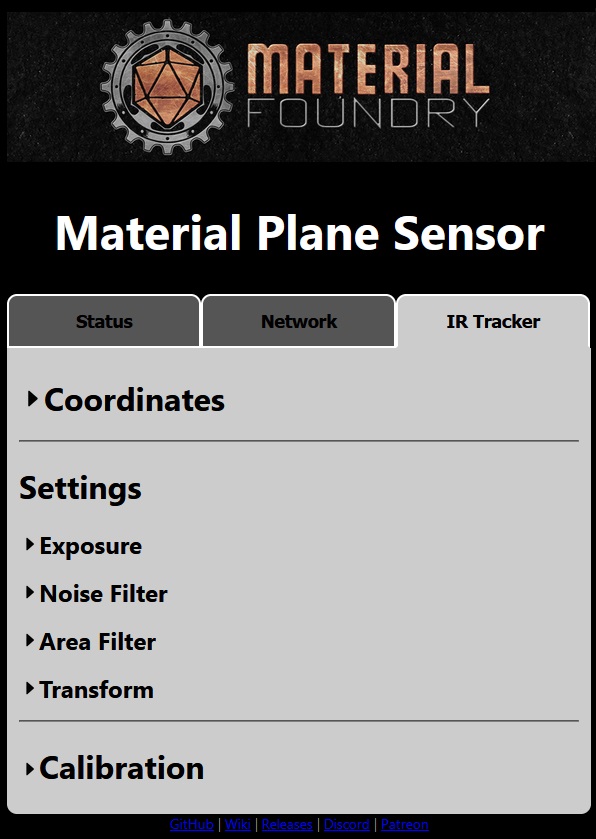 MATERIAL
FOUNDRY
Material Plane Sensor
Status Network IR Tracker
Coordinates
Settings
Exposure
Noise Filter
Area Filter
Transform
Calibration
GitHub | Wiki | Releases | Discord | Patreon